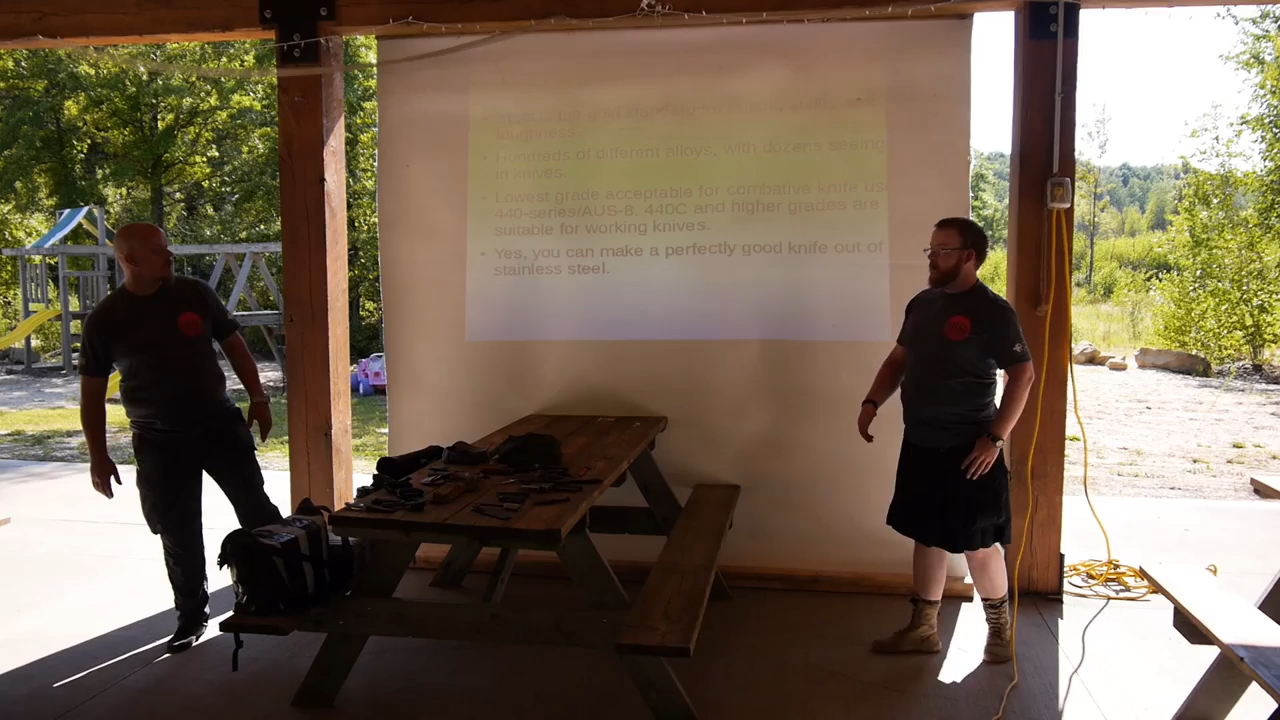 toughness.
• Hundreds of different alloys, with dozens seeing
in knives.
• Lowest grade acceptable for combative knife us
440-series/AUS-8. 440C and higher grades are
suitable for working knives.
• Yes, you can make a perfectly good knife out of
stainless steel.